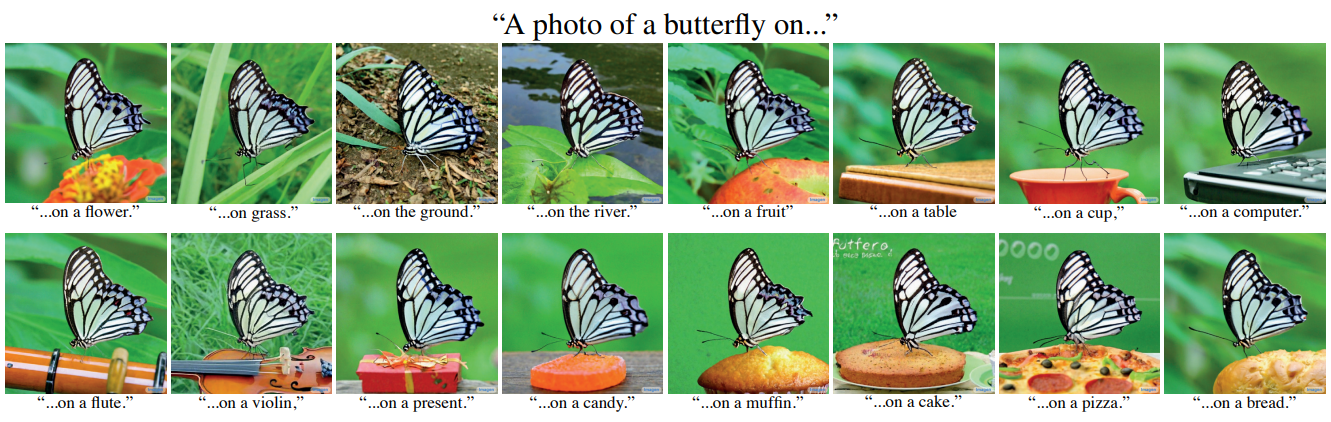 “A photo of a butterfly on...”
“...on a flower.” “...on grass.” “...on the ground.” “...on the river.” “...on a fruit” “...on a table “...on a cup,” “...on a computer.”
“...on a flute.” “...on a violin,” “...on a present.” “...on a candy.” “...on a muffin.” “...on a cake.” “...on a pizza.” “...on a bread.”